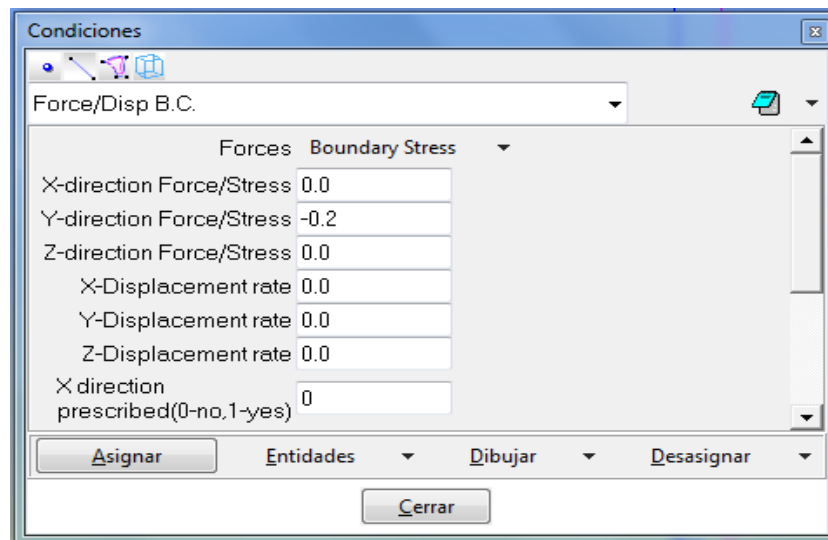 Condiciones
Force/Disp B.C.
Forces Boundary Stress
X-direction Force/Stress 0.0
Y-direction Force/Stress -0.2
Z-direction Force/Stress 0.0
X-Displacement rate 0.0
Y-Displacement rate 0.0
Z-Displacement rate 0.0
X direction
prescribed(0-no,1-yes) 0
Asignar Entidades Dibujar Desasignar
Cerrar